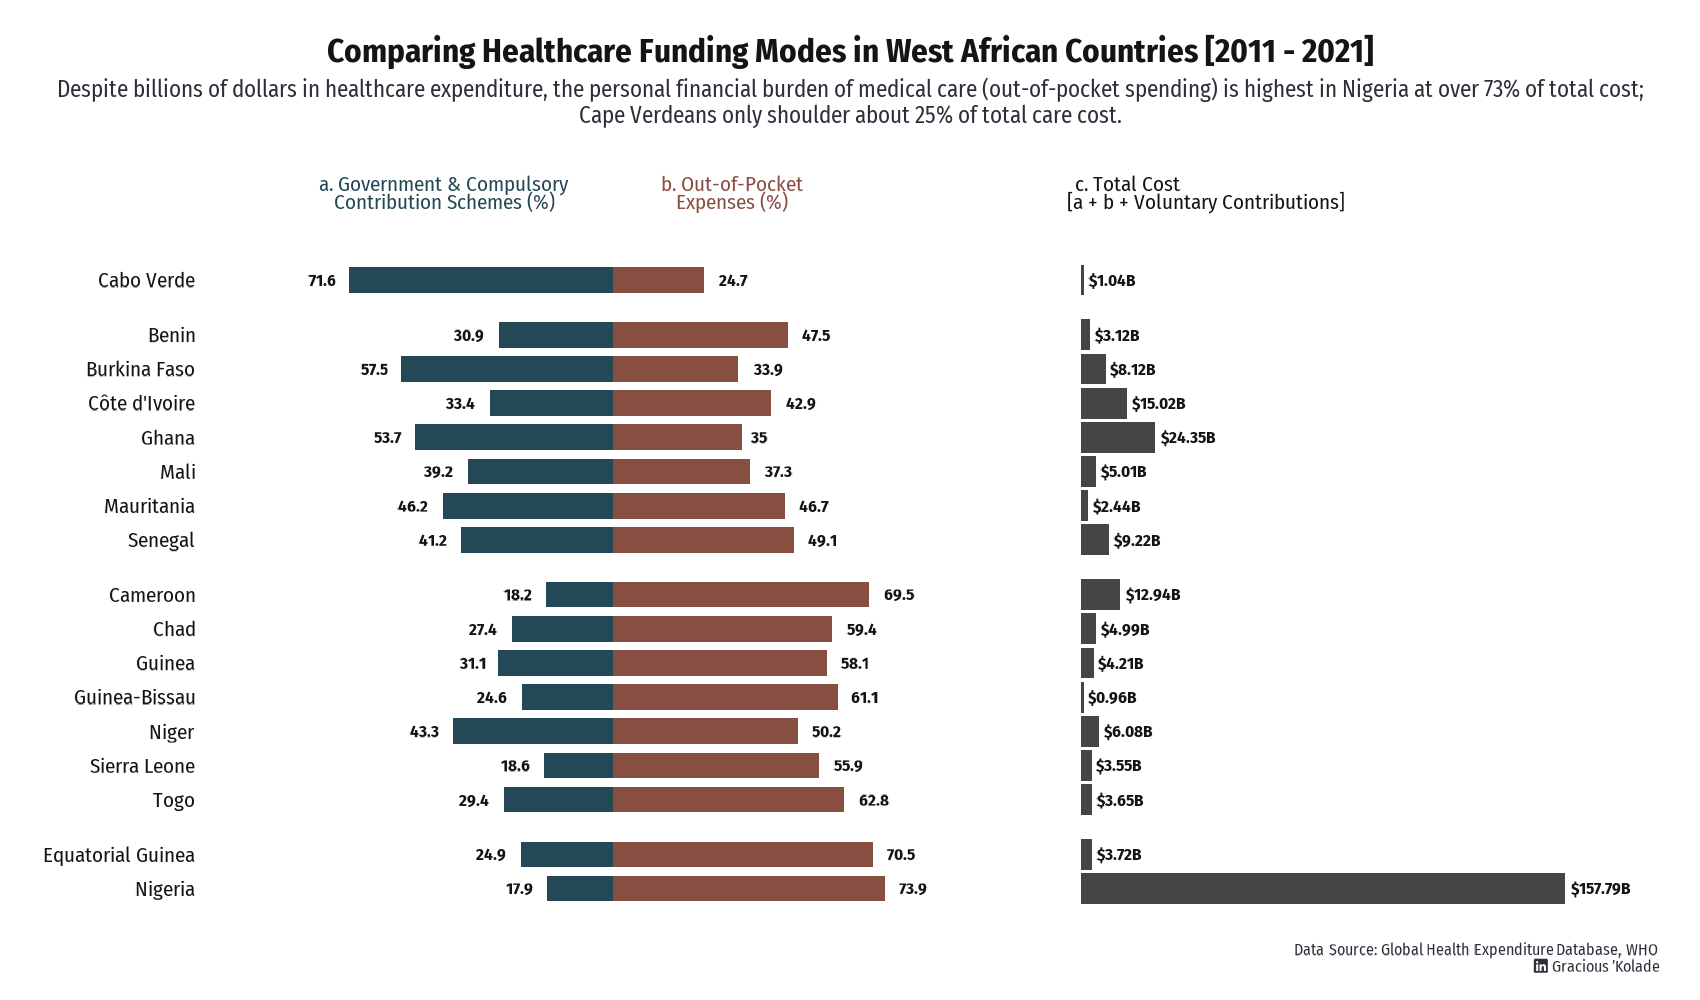 Comparing Healthcare Funding Modes in West African Countries [2011 - 2021]
Despite billions of dollars in healthcare expenditure, the personal financial burden of medical care (out-of-pocket spending) is highest in Nigeria at over 73% of total cost;
Cape Verdeans only shoulder about 25% of total care cost.
a. Government & Compulsory
Contribution Schemes (%)
b. Out-of-Pocket
Expenses (%)
c. Total Cost
[a + b + Voluntary Contributions]
Cabo Verde 71.6 24.7 $1.04B
Benin 30.9 47.5 $3.12B
Burkina Faso 57.5 33.9 $8.12B
Côte d'Ivoire 33.4 42.9 $15.02B
Ghana 53.7 35 $24.35B
Mali 39.2 37.3 $5.01B
Mauritania 46.2 46.7 $2.44B
Senegal 41.2 49.1 $9.22B
Cameroon 18.2 69.5 $12.94B
Chad 27.4 59.4 $4.99B
Guinea 31.1 58.1 $4.21B
Guinea-Bissau 24.6 61.1 $0.96B
Niger 43.3 50.2 $6.08B
Sierra Leone 18.6 55.9 $3.55B
Togo 29.4 62.8 $3.65B
Equatorial Guinea 24.9 70.5 $3.72B
Nigeria 17.9 73.9 $157.79B
Data Source: Global Health Expenditure Database, WHO
in Gracious 'Kolade